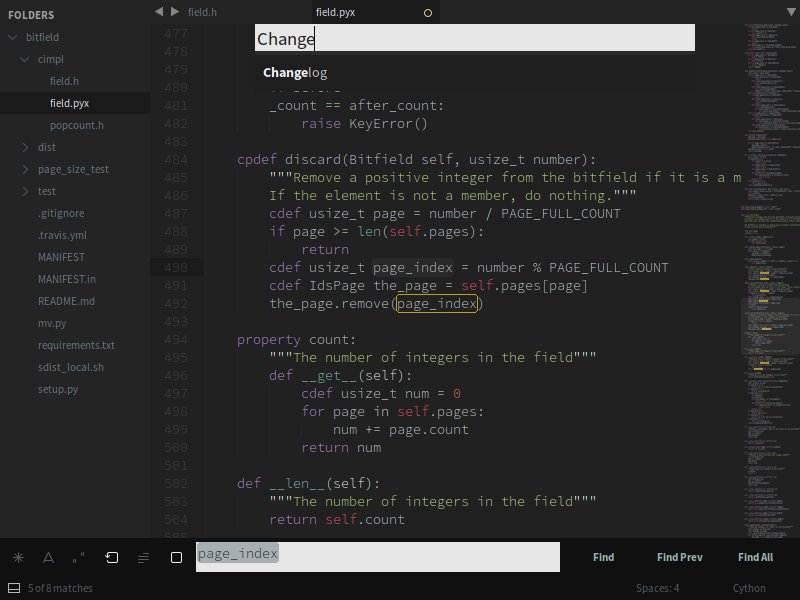 FOLDERS
bitfield
cimpl
field.h
field.pyx
popcount.h
dist
page_size_test
test
.gitignore
.travis.yml
MANIFEST
MANIFEST.in
README.md
mv.py
requirements.txt
sdist_local.sh
setup.py
field.h
field.pyx
Change
Changelog
477
478
479
480
481 _count == after_count:
482 raise KeyError()
483
484 cpdef discard(Bitfield self, usize_t number):
485 """Remove a positive integer from the bitfield if it is a m
486 If the element is not a member, do nothing."""
487 cdef usize_t page = number / PAGE_FULL_COUNT
488 if page >= len(self.pages):
489 return
490 cdef usize_t page_index = number % PAGE_FULL_COUNT
491 cdef IdsPage the_page = self.pages[page]
492 the_page.remove(page_index)
493
494 property count:
495 """The number of integers in the field"""
496 def __get__(self):
497 cdef usize_t num = 0
498 for page in self.pages:
499 num += page.count
500 return num
501
502 def __len__(self):
503 """The number of integers in the field"""
504 return self.count
page_index
Find
Find Prev
Find All
5 of 8 matches
Spaces: 4
Cython